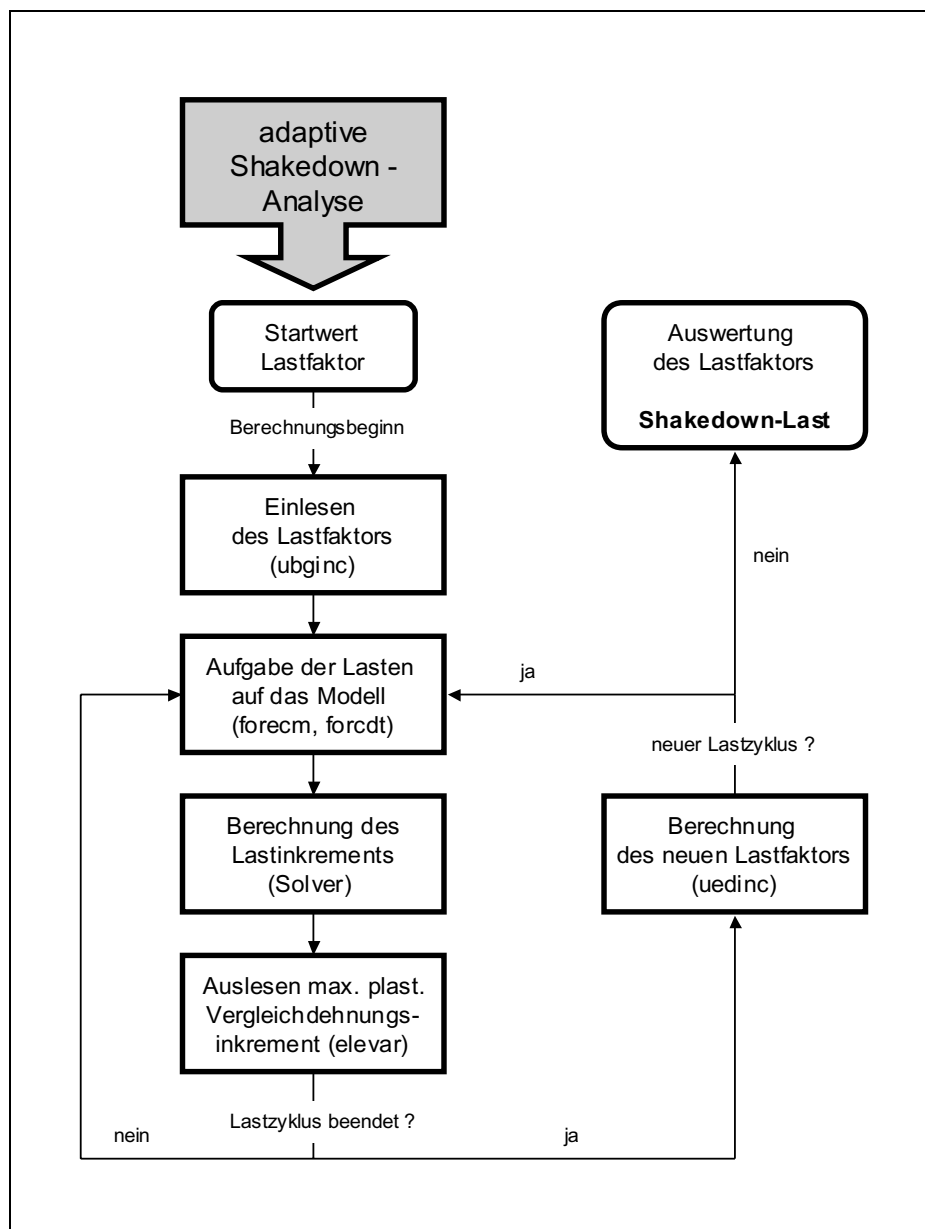 adaptive
Shakedown -
Analyse
Startwert
Lastfaktor
Berechnungsbeginn
Einlesen
des Lastfaktors
(ubginc)
Aufgabe der Lasten
auf das Modell
(forecm, forcdt)
Berechnung des
Lastinkrements
(Solver)
Auslesen max. plast.
Vergleichdehnungs-
inkrement (elevar)
Lastzyklus beendet ?
nein
ja
Berechnung
des neuen Lastfaktors
(uedinc)
neuer Lastzyklus ?
ja
nein
Auswertung
des Lastfaktors
Shakedown-Last